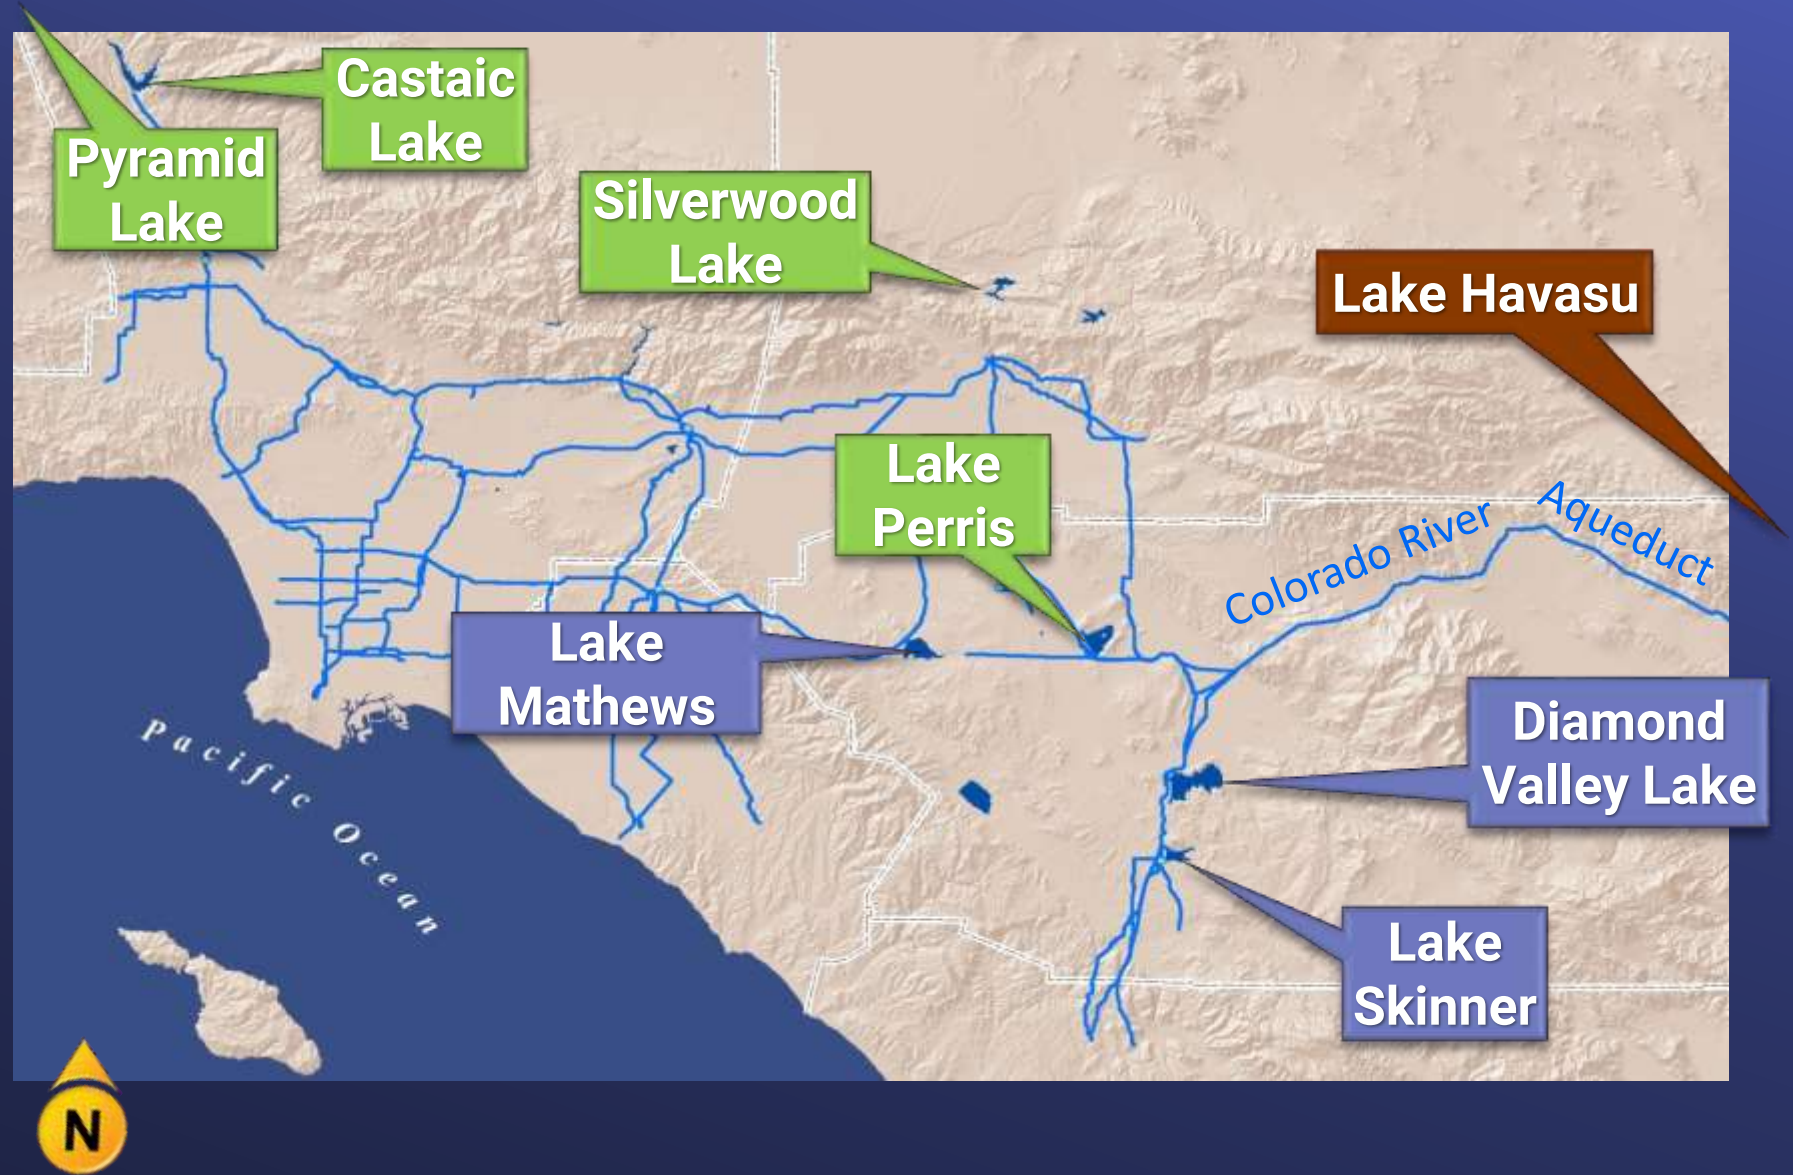 Castaic
Lake
Pyramid
Lake
Silverwood
Lake
Lake Havasu
Lake
Perris
Colorado River Aqueduct
Lake
Mathews
Diamond
Valley Lake
Pacific Ocean
Lake
Skinner
N